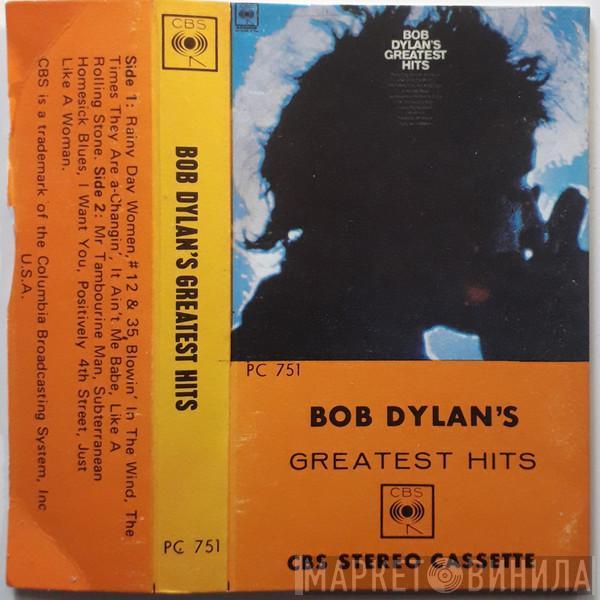 Side 1: Rainy Day Women, #12 & 35, Blowin' In The Wind, The
Times They Are a-Changin', It Ain't Me Babe, Like A
Rolling Stone. Side 2: Mr Tambourine Man, Subterranean
Homesick Blues, I Want You, Positively 4th Street, Just
Like A Woman.
CBS is a trademark of the Columbia Broadcasting System, Inc
U.S.A.
CBS
BOB DYLAN'S GREATEST HITS
PC 751
BOB
DYLAN'S
GREATEST
HITS
PC 751
BOB DYLAN'S
GREATEST HITS
CBS
CBS STEREO CASSETTE
МАРКЕТ ВИНИЛА